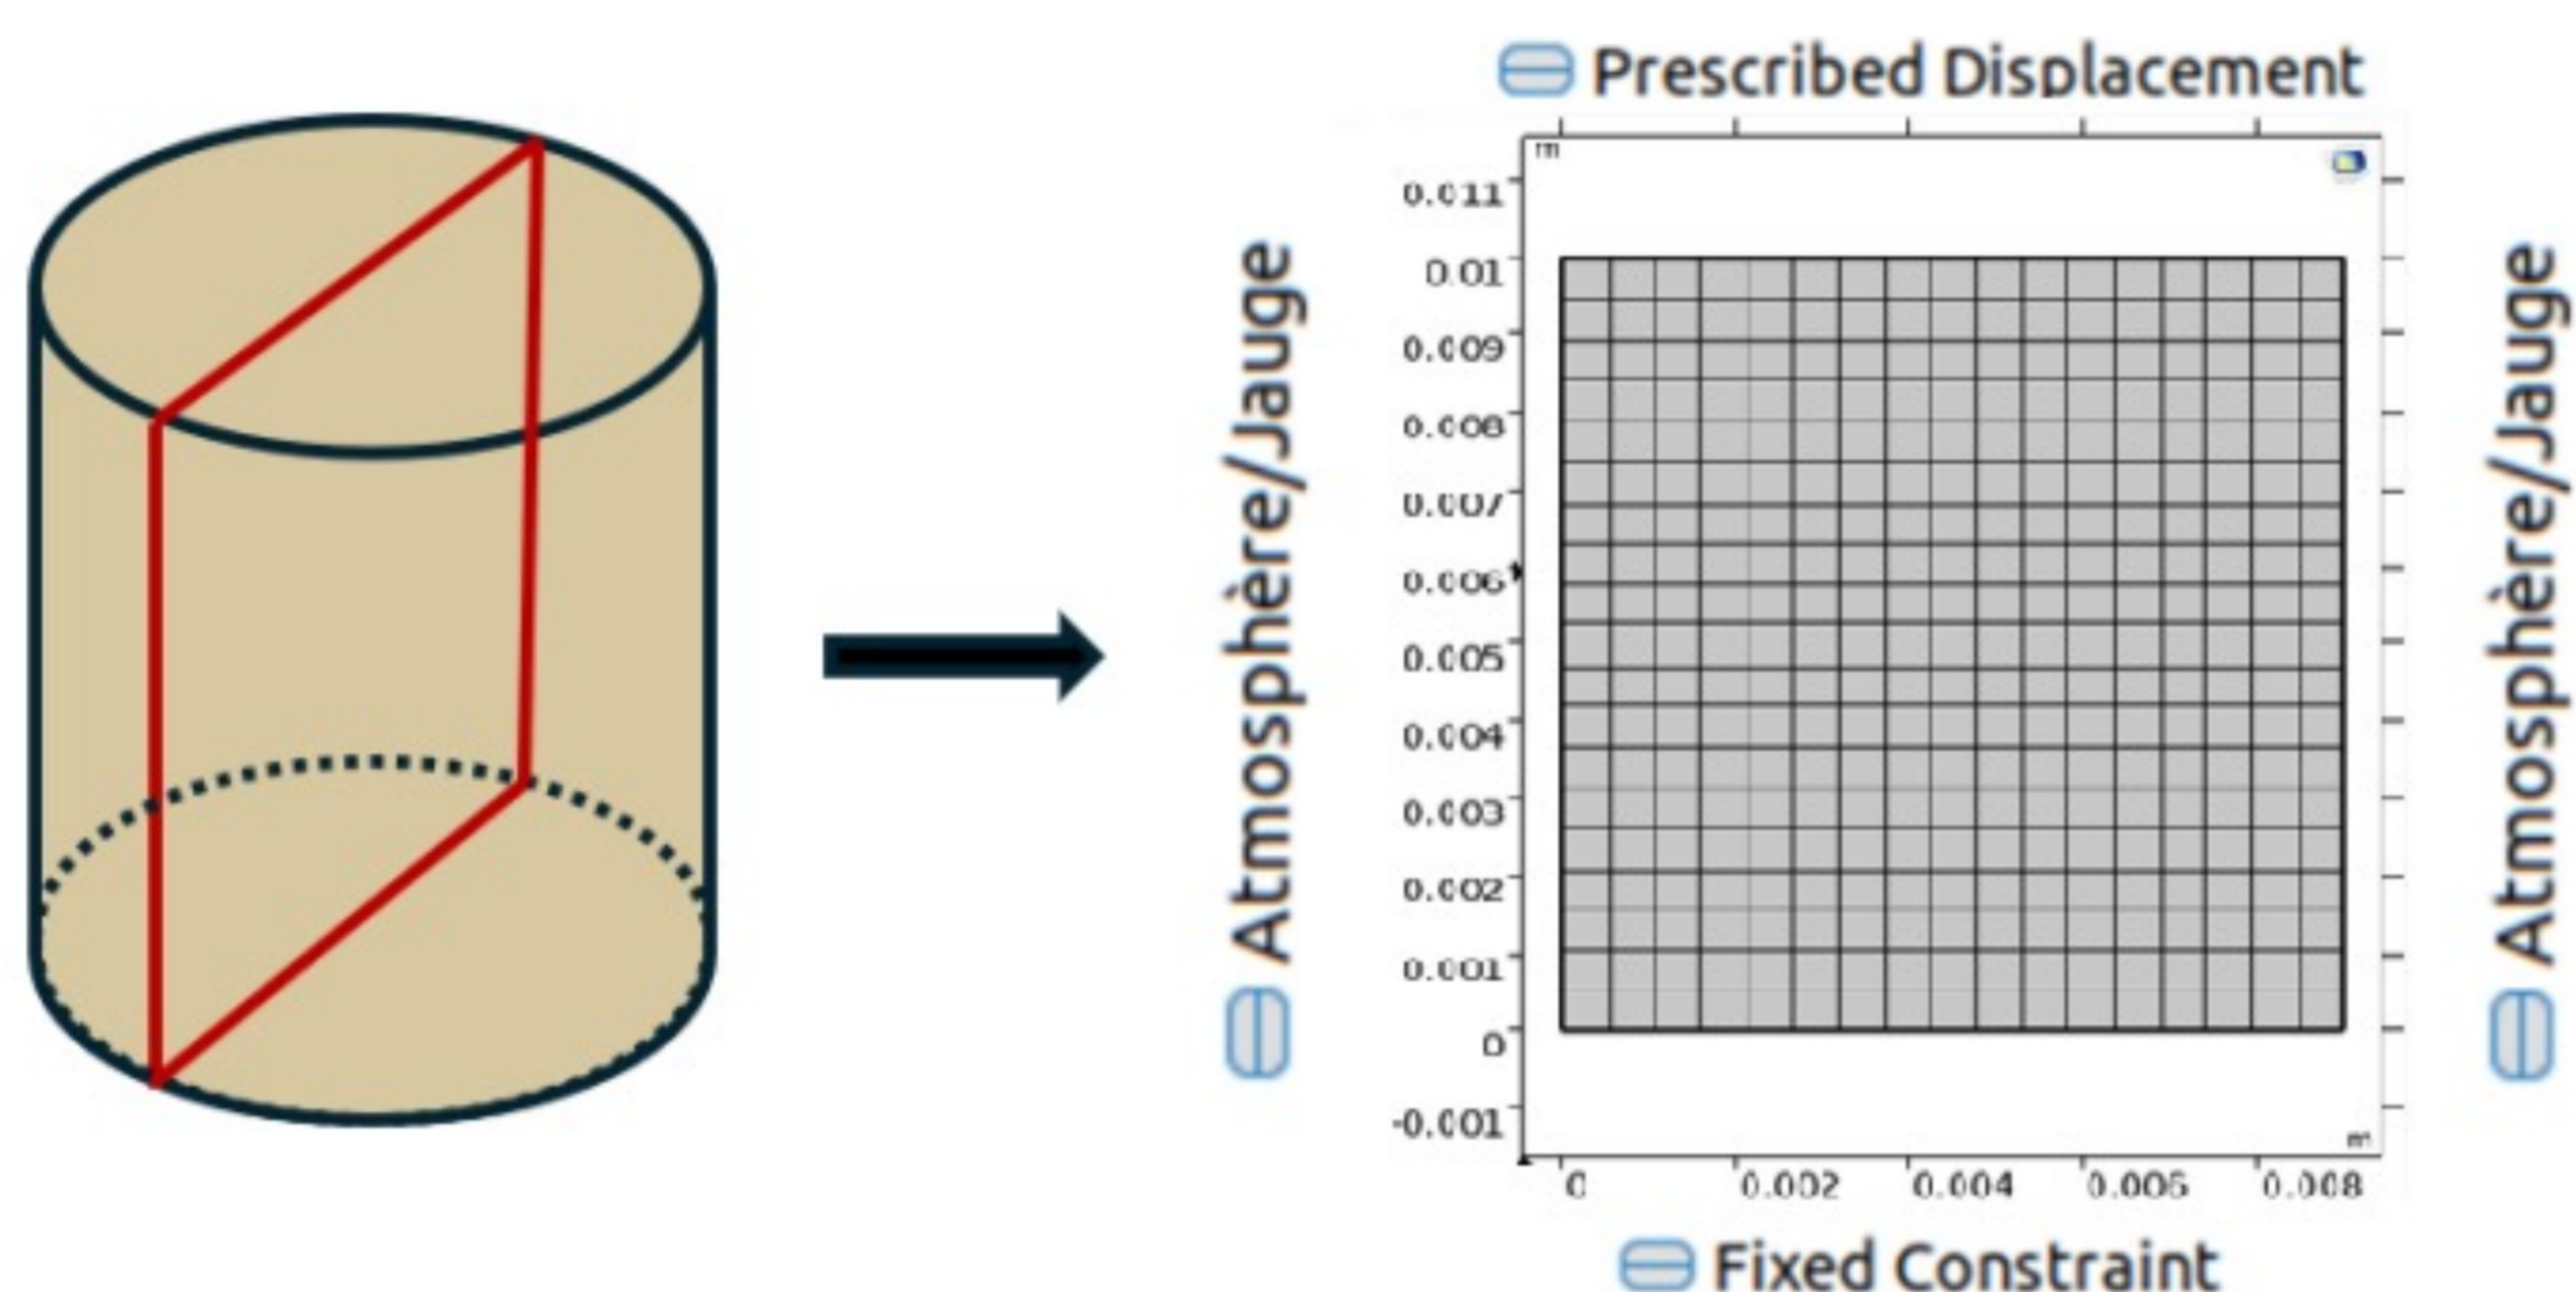 Prescribed Displacement
m
0.011
0.01
0.009
0.008
0.007
0.006
0.005
0.004
0.003
0.002
0.001
0
-0.001
Atmosphère/Jauge
Atmosphère/Jauge
m
0 0.002 0.004 0.006 0.008
Fixed Constraint